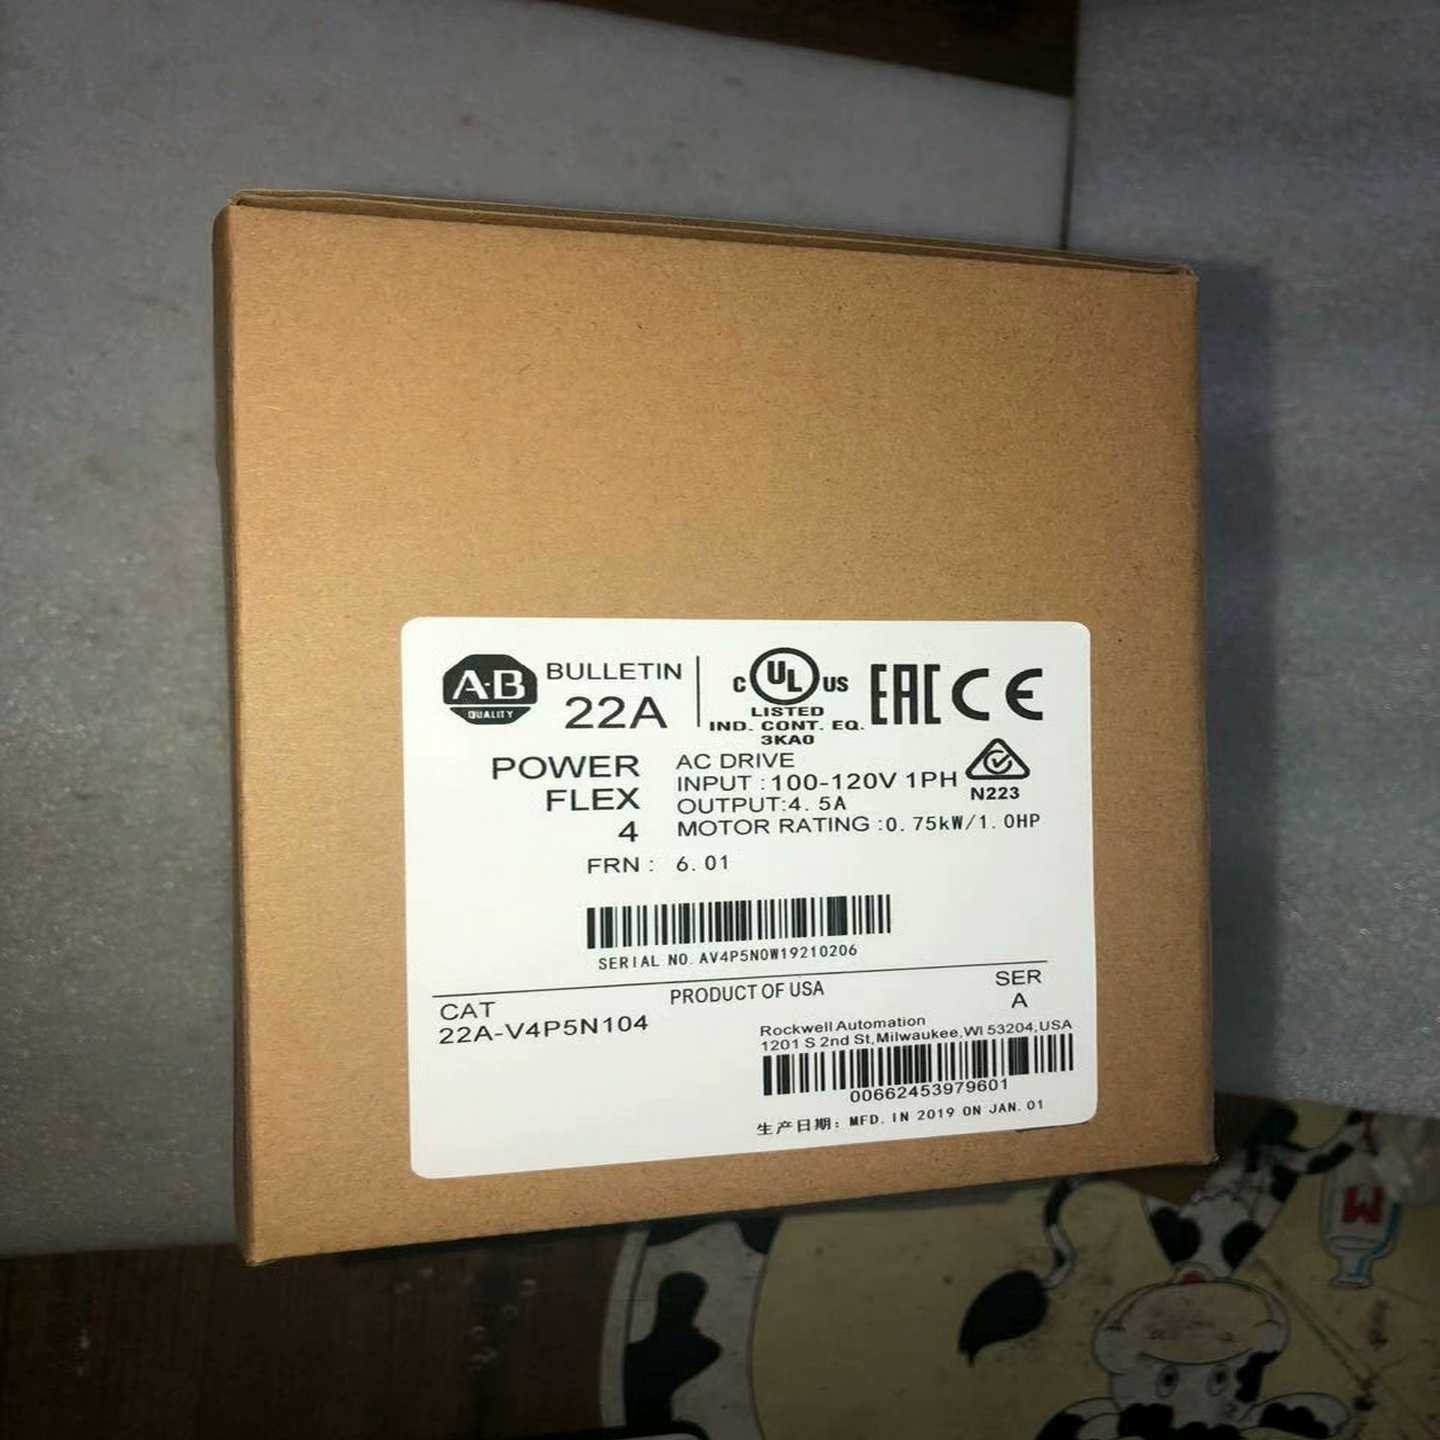 A·B
QUALITY
BULLETIN
22A
C UL US
LISTED
IND. CONT. EQ.
3KA0
EAC CE
POWER
FLEX
4
AC DRIVE
INPUT :100-120V 1PH
OUTPUT:4. 5A
MOTOR RATING :0. 75kW/1. 0HP
N223
FRN : 6. 01
SERIAL NO. AV4P5N0W19210206
CAT
22A-V4P5N104
PRODUCT OF USA
SER
A
Rockwell Automation
1201 S 2nd St,Milwaukee,WI 53204,USA
00662453979601
生产日期: MFD. IN 2019 ON JAN. 01
M